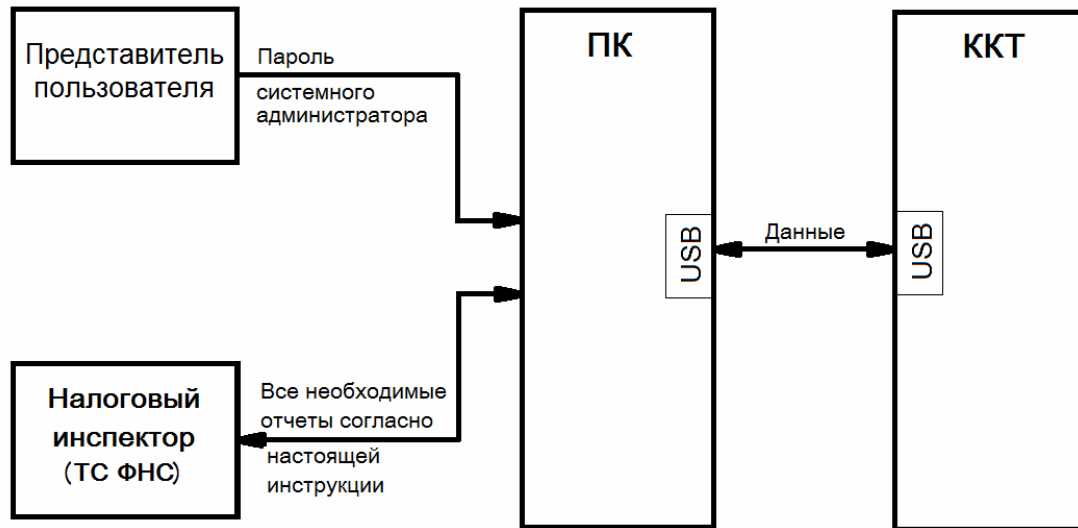 Представитель
пользователя
Пароль
системного
администратора
ПК
ККТ
USB
Данные
USB
Налоговый
инспектор
(ТС ФНС)
Все необходимые
отчеты согласно
настоящей
инструкции